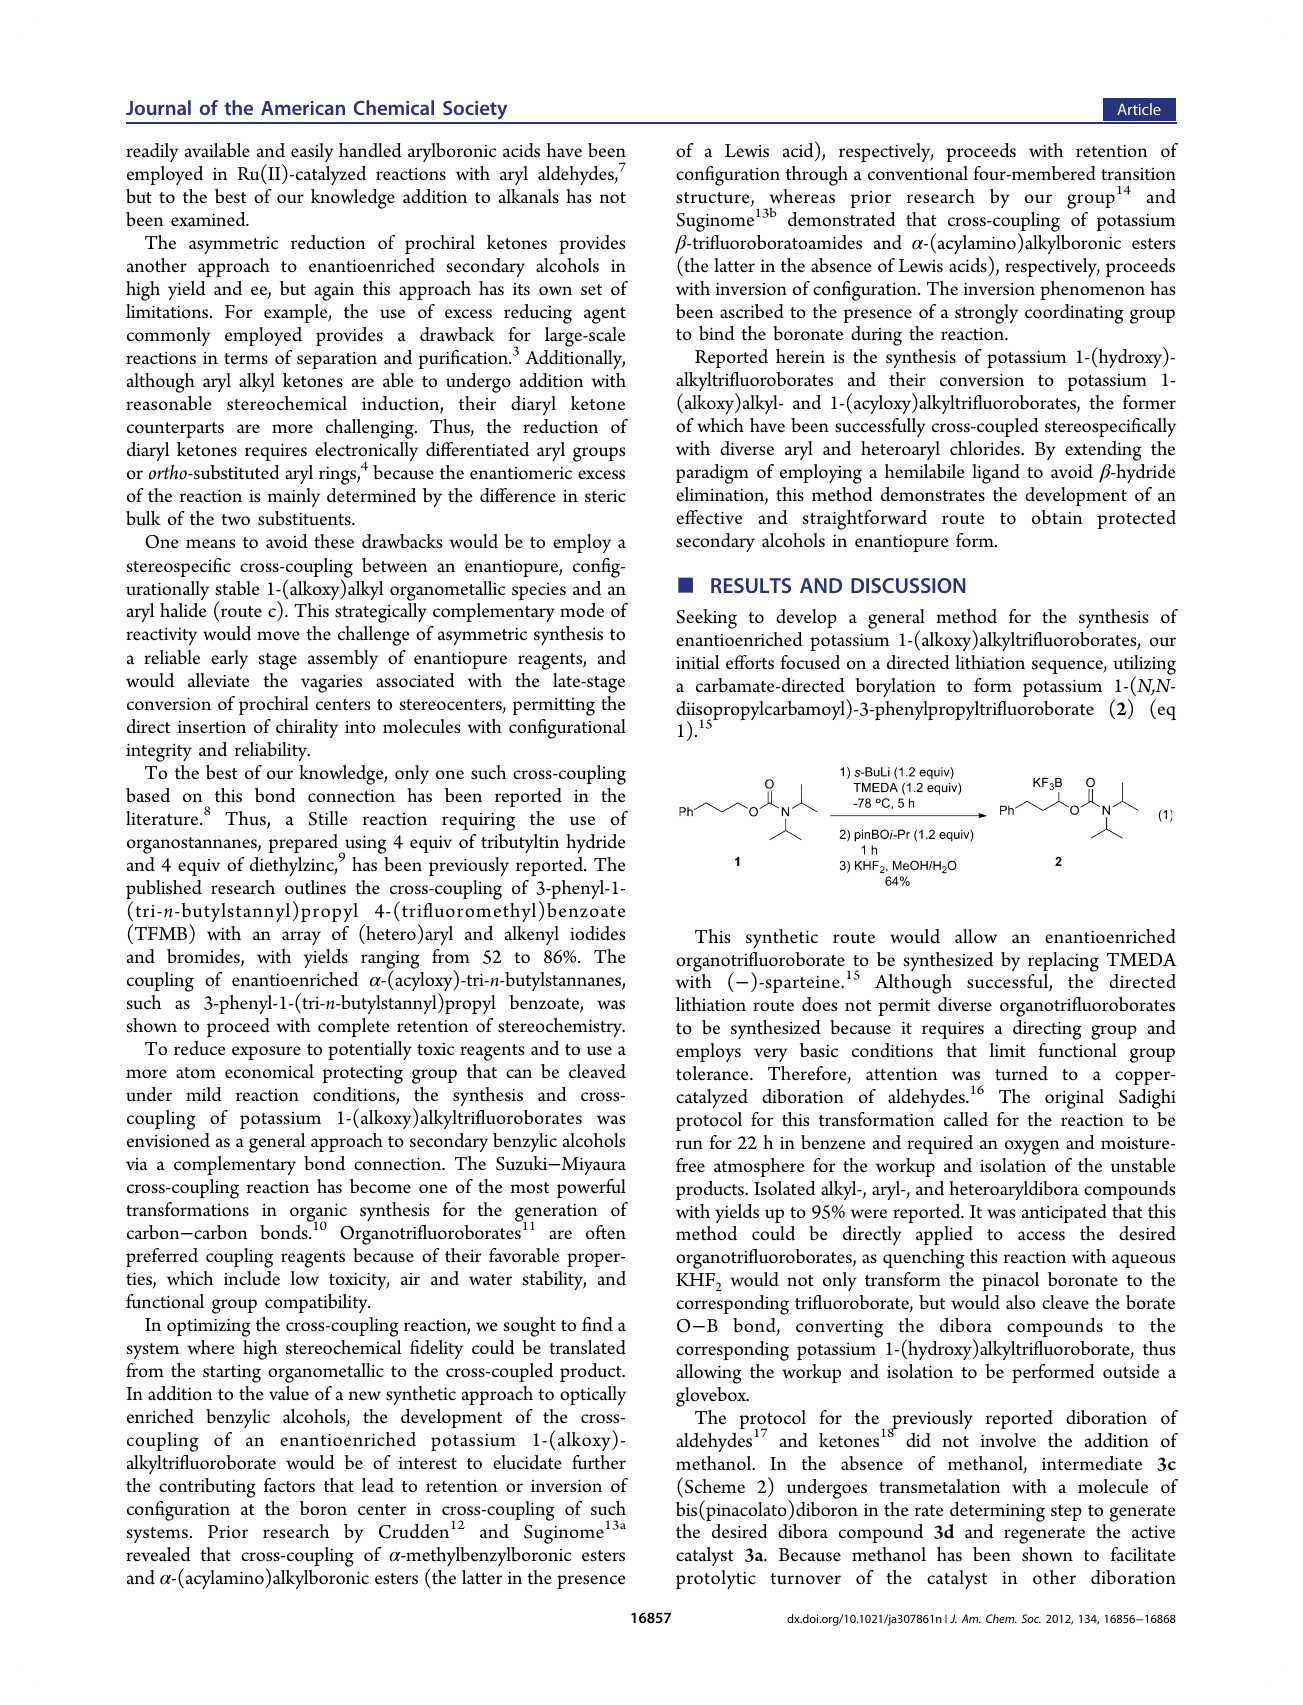 Journal of the American Chemical Society
Article
readily available and easily handled arylboronic acids have been
employed in Ru(II)-catalyzed reactions with aryl aldehydes,7
but to the best of our knowledge addition to alkanals has not
been examined.
The asymmetric reduction of prochiral ketones provides
another approach to enantioenriched secondary alcohols in
high yield and ee, but again this approach has its own set of
limitations. For example, the use of excess reducing agent
commonly employed provides a drawback for large-scale
reactions in terms of separation and purification.3 Additionally,
although aryl alkyl ketones are able to undergo addition with
reasonable stereochemical induction, their diaryl ketone
counterparts are more challenging. Thus, the reduction of
diaryl ketones requires electronically differentiated aryl groups
or ortho-substituted aryl rings,4 because the enantiomeric excess
of the reaction is mainly determined by the difference in steric
bulk of the two substituents.
One means to avoid these drawbacks would be to employ a
stereospecific cross-coupling between an enantiopure, config-
urationally stable 1-(alkoxy)alkyl organometallic species and an
aryl halide (route c). This strategically complementary mode of
reactivity would move the challenge of asymmetric synthesis to
a reliable early stage assembly of enantiopure reagents, and
would alleviate the vagaries associated with the late-stage
conversion of prochiral centers to stereocenters, permitting the
direct insertion of chirality into molecules with configurational
integrity and reliability.
To the best of our knowledge, only one such cross-coupling
based on this bond connection has been reported in the
literature.8 Thus, a Stille reaction requiring the use of
organostannanes, prepared using 4 equiv of tributyltin hydride
and 4 equiv of diethylzinc,9 has been previously reported. The
published research outlines the cross-coupling of 3-phenyl-1-
(tri-n-butylstannyl)propyl 4-(trifluoromethyl)benzoate
(TFMB) with an array of (hetero)aryl and alkenyl iodides
and bromides, with yields ranging from 52 to 86%. The
coupling of enantioenriched α-(acyloxy)-tri-n-butylstannanes,
such as 3-phenyl-1-(tri-n-butylstannyl)propyl benzoate, was
shown to proceed with complete retention of stereochemistry.
To reduce exposure to potentially toxic reagents and to use a
more atom economical protecting group that can be cleaved
under mild reaction conditions, the synthesis and cross-
coupling of potassium 1-(alkoxy)alkyltrifluoroborates was
envisioned as a general approach to secondary benzylic alcohols
via a complementary bond connection. The Suzuki−Miyaura
cross-coupling reaction has become one of the most powerful
transformations in organic synthesis for the generation of
carbon−carbon bonds.10 Organotrifluoroborates11 are often
preferred coupling reagents because of their favorable proper-
ties, which include low toxicity, air and water stability, and
functional group compatibility.
In optimizing the cross-coupling reaction, we sought to find a
system where high stereochemical fidelity could be translated
from the starting organometallic to the cross-coupled product.
In addition to the value of a new synthetic approach to optically
enriched benzylic alcohols, the development of the cross-
coupling of an enantioenriched potassium 1-(alkoxy)-
alkyltrifluoroborate would be of interest to elucidate further
the contributing factors that lead to retention or inversion of
configuration at the boron center in cross-coupling of such
systems. Prior research by Crudden12 and Suginome13a
revealed that cross-coupling of α-methylbenzylboronic esters
and α-(acylamino)alkylboronic esters (the latter in the presence
of a Lewis acid), respectively, proceeds with retention of
configuration through a conventional four-membered transition
structure, whereas prior research by our group14 and
Suginome13b demonstrated that cross-coupling of potassium
β-trifluoroboratoamides and α-(acylamino)alkylboronic esters
(the latter in the absence of Lewis acids), respectively, proceeds
with inversion of configuration. The inversion phenomenon has
been ascribed to the presence of a strongly coordinating group
to bind the boronate during the reaction.
Reported herein is the synthesis of potassium 1-(hydroxy)-
alkyltrifluoroborates and their conversion to potassium 1-
(alkoxy)alkyl- and 1-(acyloxy)alkyltrifluoroborates, the former
of which have been successfully cross-coupled stereospecifically
with diverse aryl and heteroaryl chlorides. By extending the
paradigm of employing a hemilabile ligand to avoid β-hydride
elimination, this method demonstrates the development of an
effective and straightforward route to obtain protected
secondary alcohols in enantiopure form.
■ RESULTS AND DISCUSSION
Seeking to develop a general method for the synthesis of
enantioenriched potassium 1-(alkoxy)alkyltrifluoroborates, our
initial efforts focused on a directed lithiation sequence, utilizing
a carbamate-directed borylation to form potassium 1-(N,N-
diisopropylcarbamoyl)-3-phenylpropyltrifluoroborate (2) (eq
1).15
Ph O O N
1
1) s-BuLi (1.2 equiv)
TMEDA (1.2 equiv)
-78 ºC, 5 h
2) pinBOi-Pr (1.2 equiv)
1 h
3) KHF2, MeOH/H2O
64%
KF3B O
Ph O N
2
(1)
This synthetic route would allow an enantioenriched
organotrifluoroborate to be synthesized by replacing TMEDA
with (−)-sparteine.15 Although successful, the directed
lithiation route does not permit diverse organotrifluoroborates
to be synthesized because it requires a directing group and
employs very basic conditions that limit functional group
tolerance. Therefore, attention was turned to a copper-
catalyzed diboration of aldehydes.16 The original Sadighi
protocol for this transformation called for the reaction to be
run for 22 h in benzene and required an oxygen and moisture-
free atmosphere for the workup and isolation of the unstable
products. Isolated alkyl-, aryl-, and heteroaryldibora compounds
with yields up to 95% were reported. It was anticipated that this
method could be directly applied to access the desired
organotrifluoroborates, as quenching this reaction with aqueous
KHF2 would not only transform the pinacol boronate to the
corresponding trifluoroborate, but would also cleave the borate
O−B bond, converting the dibora compounds to the
corresponding potassium 1-(hydroxy)alkyltrifluoroborate, thus
allowing the workup and isolation to be performed outside a
glovebox.
The protocol for the previously reported diboration of
aldehydes17 and ketones18 did not involve the addition of
methanol. In the absence of methanol, intermediate 3c
(Scheme 2) undergoes transmetalation with a molecule of
bis(pinacolato)diboron in the rate determining step to generate
the desired dibora compound 3d and regenerate the active
catalyst 3a. Because methanol has been shown to facilitate
protolytic turnover of the catalyst in other diboration
16857
dx.doi.org/10.1021/ja307861n | J. Am. Chem. Soc. 2012, 134, 16856−16868